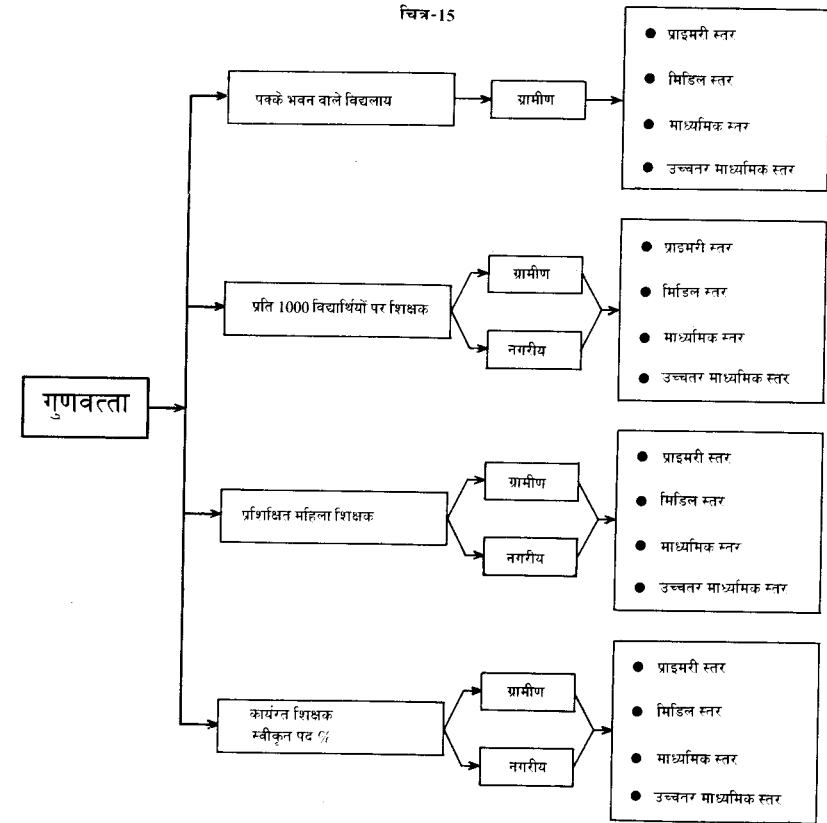 चित्र-15
पक्के भवन वाले विद्यलाय
ग्रामीण
● प्राइमरी स्तर
● मिडिल स्तर
● माध्यमिक स्तर
● उच्चतर माध्यमिक स्तर
प्रति 1000 विद्यार्थियों पर शिक्षक
ग्रामीण
नगरीय
● प्राइमरी स्तर
● मिडिल स्तर
● माध्यमिक स्तर
● उच्चतर माध्यमिक स्तर
गुणवत्ता
प्रशिक्षित महिला शिक्षक
ग्रामीण
नगरीय
● प्राइमरी स्तर
● मिडिल स्तर
● माध्यमिक स्तर
● उच्चतर माध्यमिक स्तर
कार्यरत शिक्षक
स्वीकृत पद %
ग्रामीण
नगरीय
● प्राइमरी स्तर
● मिडिल स्तर
● माध्यमिक स्तर
● उच्चतर माध्यमिक स्तर